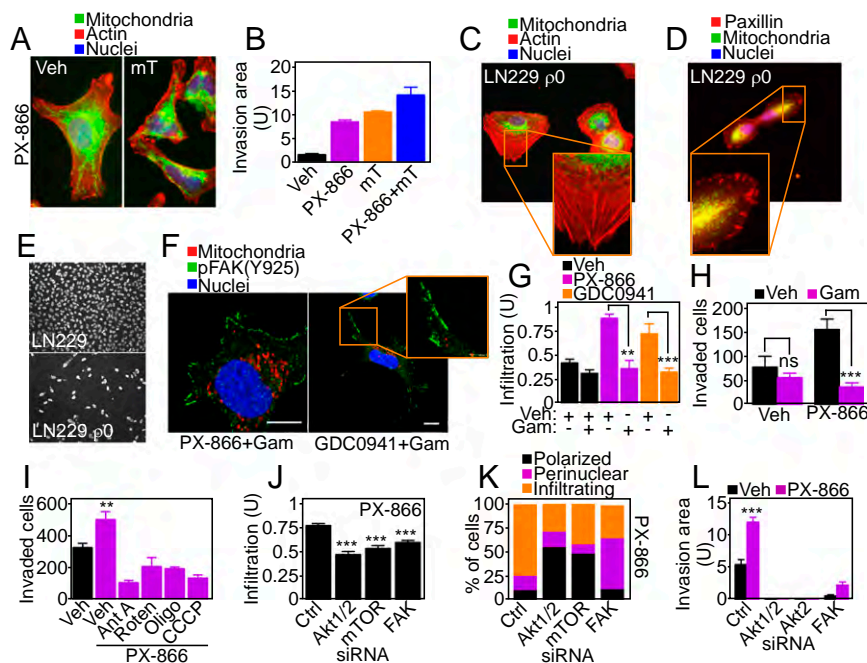 A
Mitochondria
Actin
Nuclei
Veh
mT
PX-866
B
Invasion area
(U)
20
15
10
5
0
Veh
PX-866
mT
PX-866+mT
C
Mitochondria
Actin
Nuclei
LN229 ρ0
D
Paxillin
Mitochondria
Nuclei
LN229 ρ0
E
LN229
LN229 ρ0
F
Mitochondria
pFAK(Y925)
Nuclei
PX-866+Gam
GDC0941+Gam
G
Veh
PX-866
GDC0941
Infiltration (U)
1
0.75
0.5
0.25
0
**
***
Veh: + + + - + -
Gam: - + - + - +
H
Veh Gam
Invaded cells
200
150
100
50
0
ns
***
Veh
PX-866
I
Invaded cells
600
400
200
0
**
Veh
Veh
Ant A
Roten
Oligo
CCCP
PX-866
J
PX-866
Infiltration (U)
1
0.75
0.5
0.25
0
***
***
***
Ctrl
Akt1/2
mTOR
FAK
siRNA
K
Polarized
Perinuclear
Infiltrating
% of cells
100
75
50
25
0
PX-866
Ctrl
Akt1/2
mTOR
FAK
siRNA
L
Veh PX-866
Invasion area
(U)
15
10
5
0
***
Ctrl
Akt1/2
Akt2
FAK
siRNA